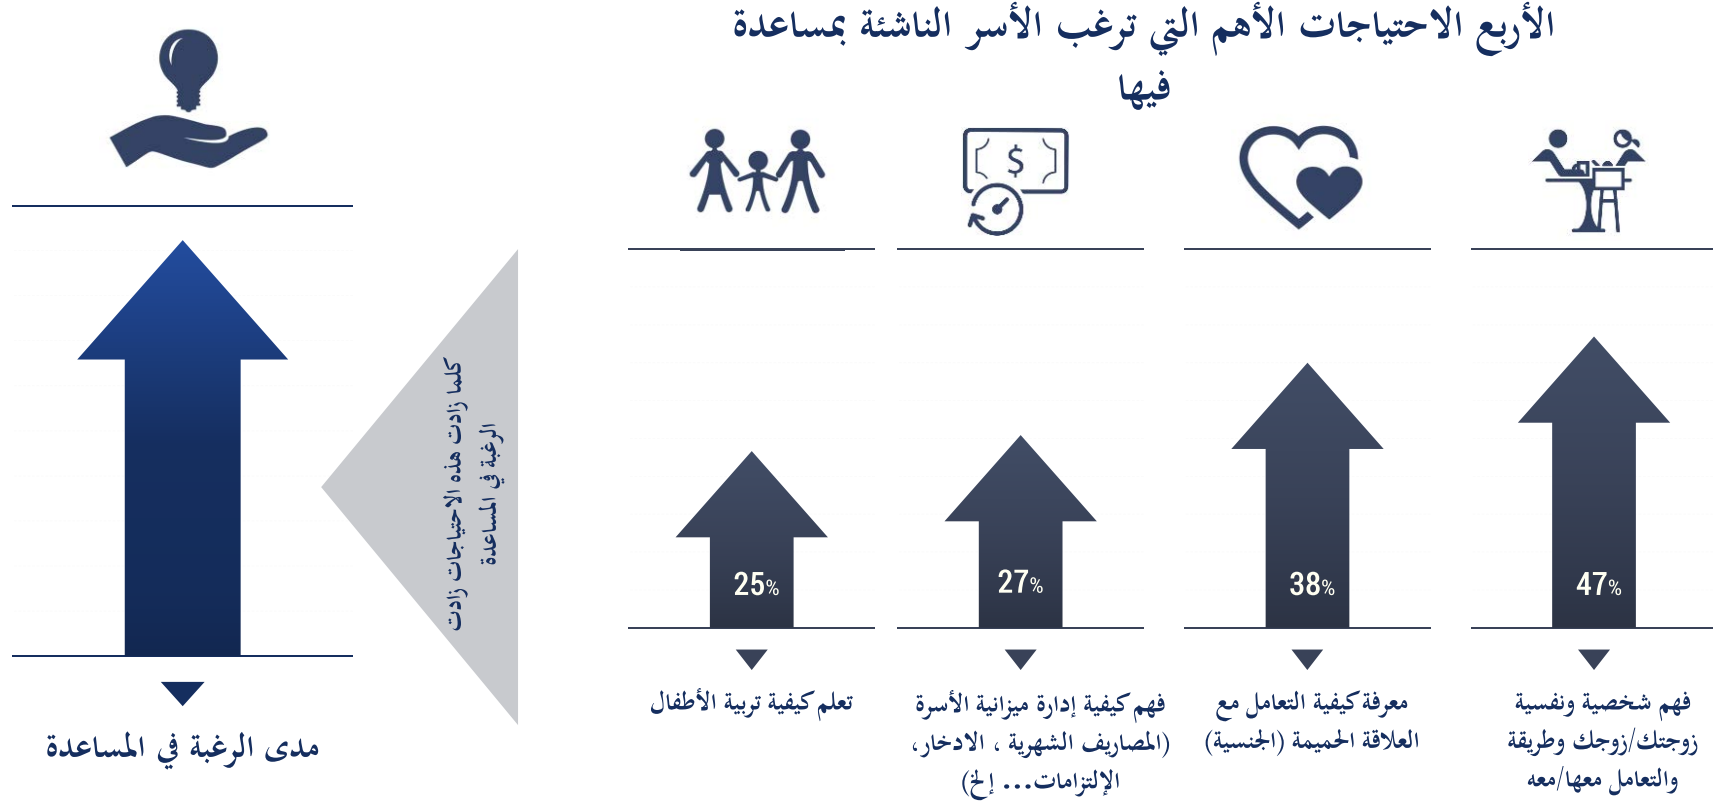 الأربع الاحتياجات الأهم التي ترغب الأسر الناشئة بمساعدة
فيها
47%
فهم شخصية ونفسية
زوجتك/زوجك وطريقة
والتعامل معها/معه
38%
معرفة كيفية التعامل مع
العلاقة الحميمة (الجنسية)
27%
فهم كيفية إدارة ميزانية الأسرة
(المصاريف الشهرية ، الادخار،
الإلتزامات... إلخ)
25%
تعلم كيفية تربية الأطفال
كلما زادت هذه الاحتياجات زادت
الرغبة في المساعدة
مدى الرغبة في المساعدة